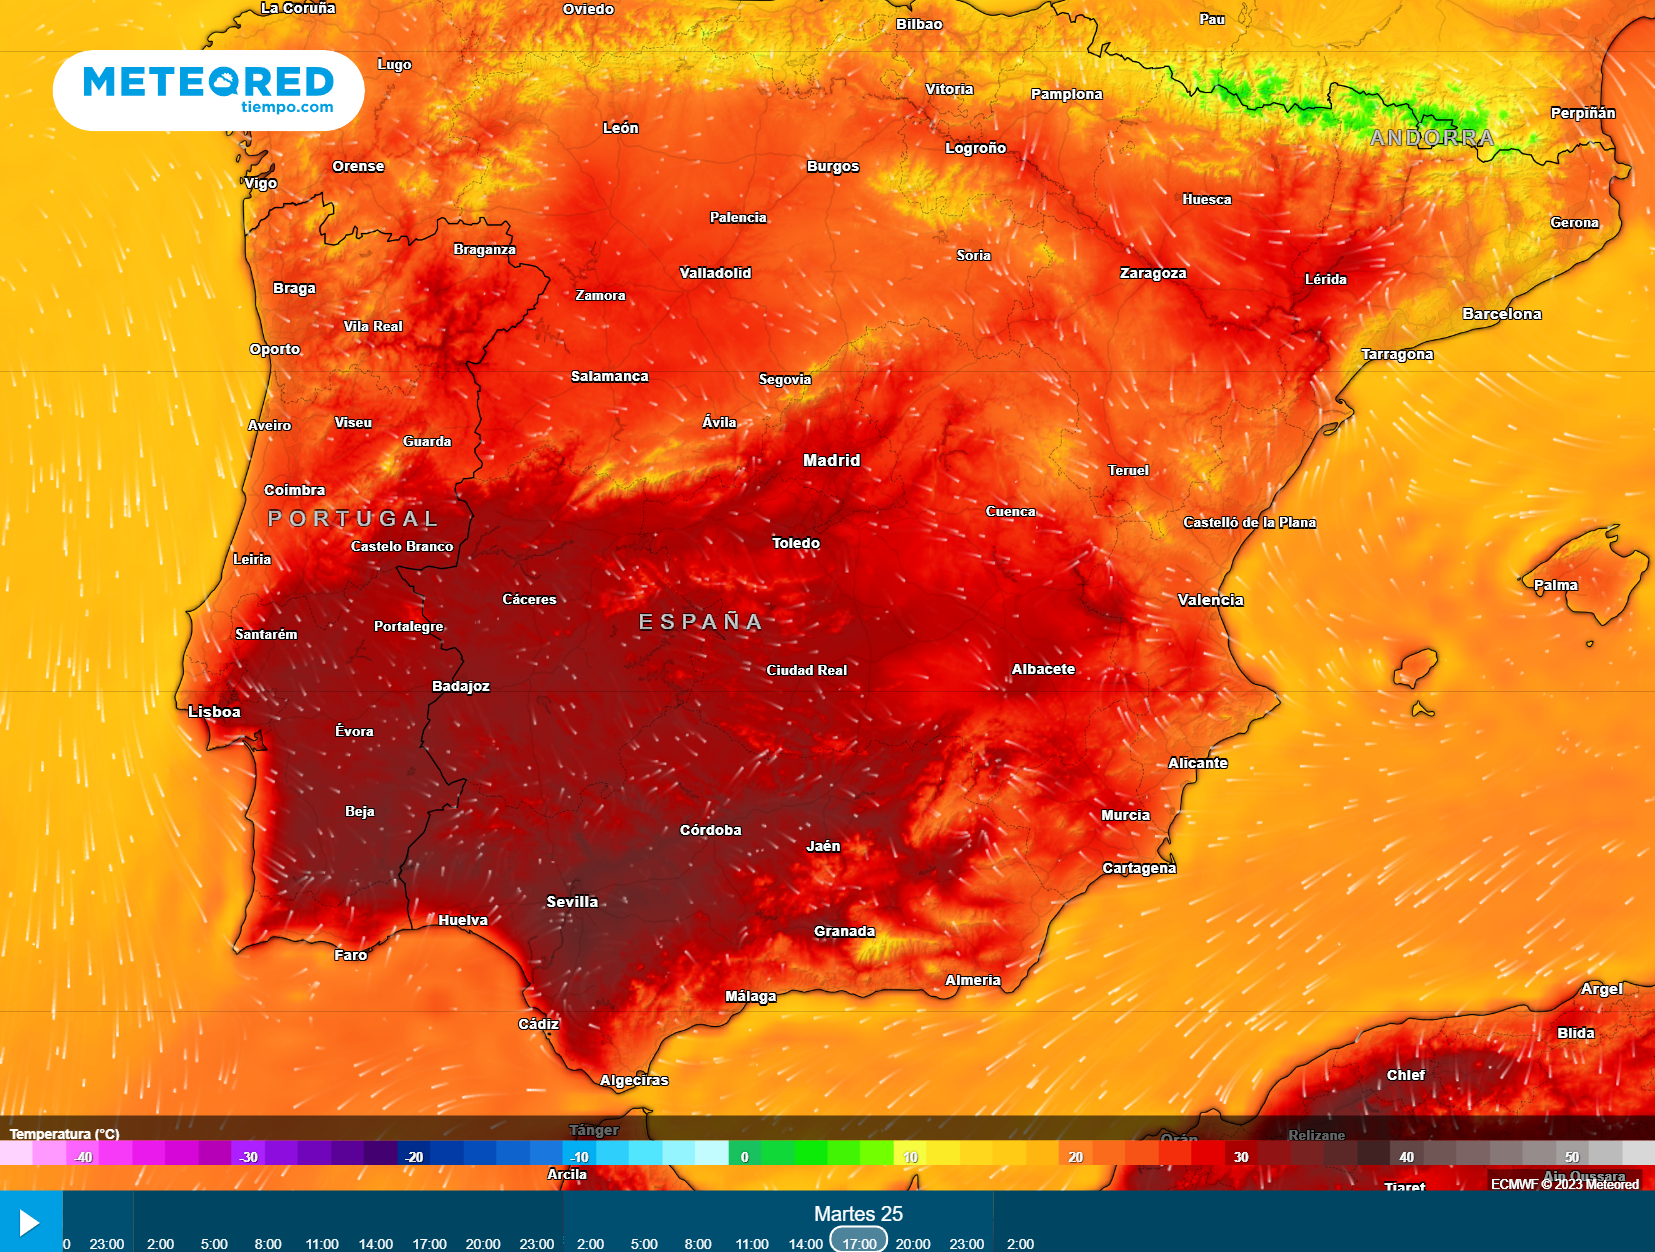 La Coruña
Oviedo
Bilbao
Pau
METEORED
tiempo.com
Lugo
Vitoria
Pamplona
Perpiñán
León
ANDORRA
Logroño
Orense
Burgos
Vigo
Huesca
Palencia
Gerona
Braganza
Soria
Valladolid
Zaragoza
Lérida
Braga
Zamora
Vila Real
Barcelona
Oporto
Tarragona
Salamanca
Segovia
Aveiro
Viseu
Ávila
Guarda
Madrid
Teruel
Coimbra
PORTUGAL
Cuenca
Castelló de la Plana
Castelo Branco
Toledo
Leiria
Palma
Cáceres
Valencia
ESPAÑA
Santarém
Portalegre
Ciudad Real
Albacete
Badajoz
Lisboa
Évora
Alicante
Beja
Murcia
Córdoba
Jaén
Cartagena
Sevilla
Huelva
Granada
Faro
Almeria
Argel
Málaga
Cádiz
Blida
Chlef
Algeciras
Temperatura (°C)
Tánger
Orán
Relizane
-40 -30 -20 -10 0 10 20 30 40 50
Arcila
Ain Oussara
Tiaret
ECMWF © 2023 Meteored
Martes 25
0 23:00 2:00 5:00 8:00 11:00 14:00 17:00 20:00 23:00 2:00 5:00 8:00 11:00 14:00 17:00 20:00 23:00 2:00